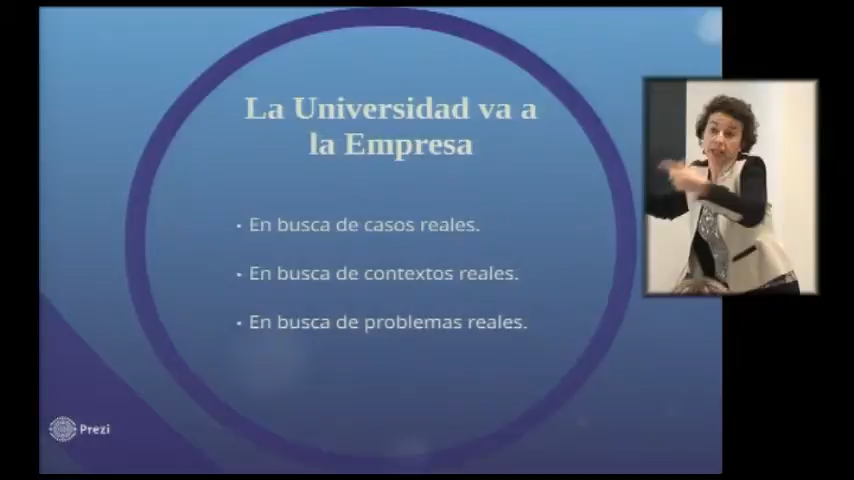 La Universidad va a
la Empresa
• En busca de casos reales.
• En busca de contextos reales.
• En busca de problemas reales.
Prezi